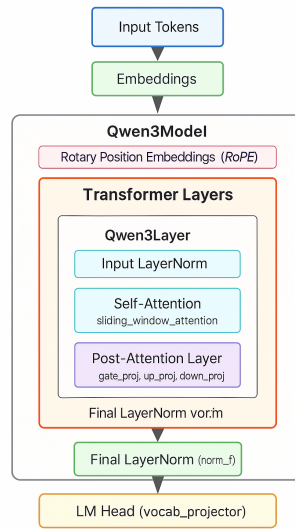 Input Tokens
Embeddings
Qwen3Model
Rotary Position Embeddings (RoPE)
Transformer Layers
Qwen3Layer
Input LayerNorm
Self-Attention
sliding_window_attention
Post-Attention Layer
gate_proj, up_proj, down_proj
Final LayerNorm
Final LayerNorm (norm_f)
LM Head (vocab_projector)